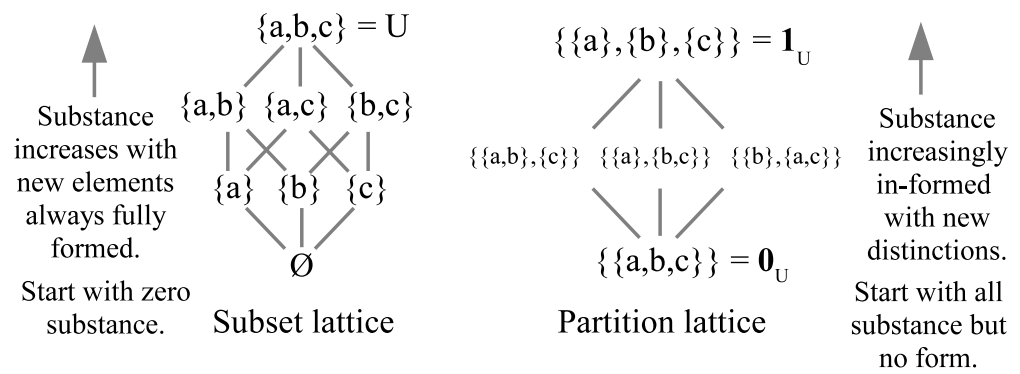 {a,b,c} = U
{a,b} {a,c} {b,c}
{a} {b} {c}
Ø
Subset lattice
Substance
increases with
new elements
always fully
formed.
Start with zero
substance.
{{a},{b},{c}} = 1U
{{a,b},{c}} {{a},{b,c}} {{b},{a,c}}
{{a,b,c}} = 0U
Partition lattice
Substance
increasingly
in-formed
with new
distinctions.
Start with all
substance but
no form.